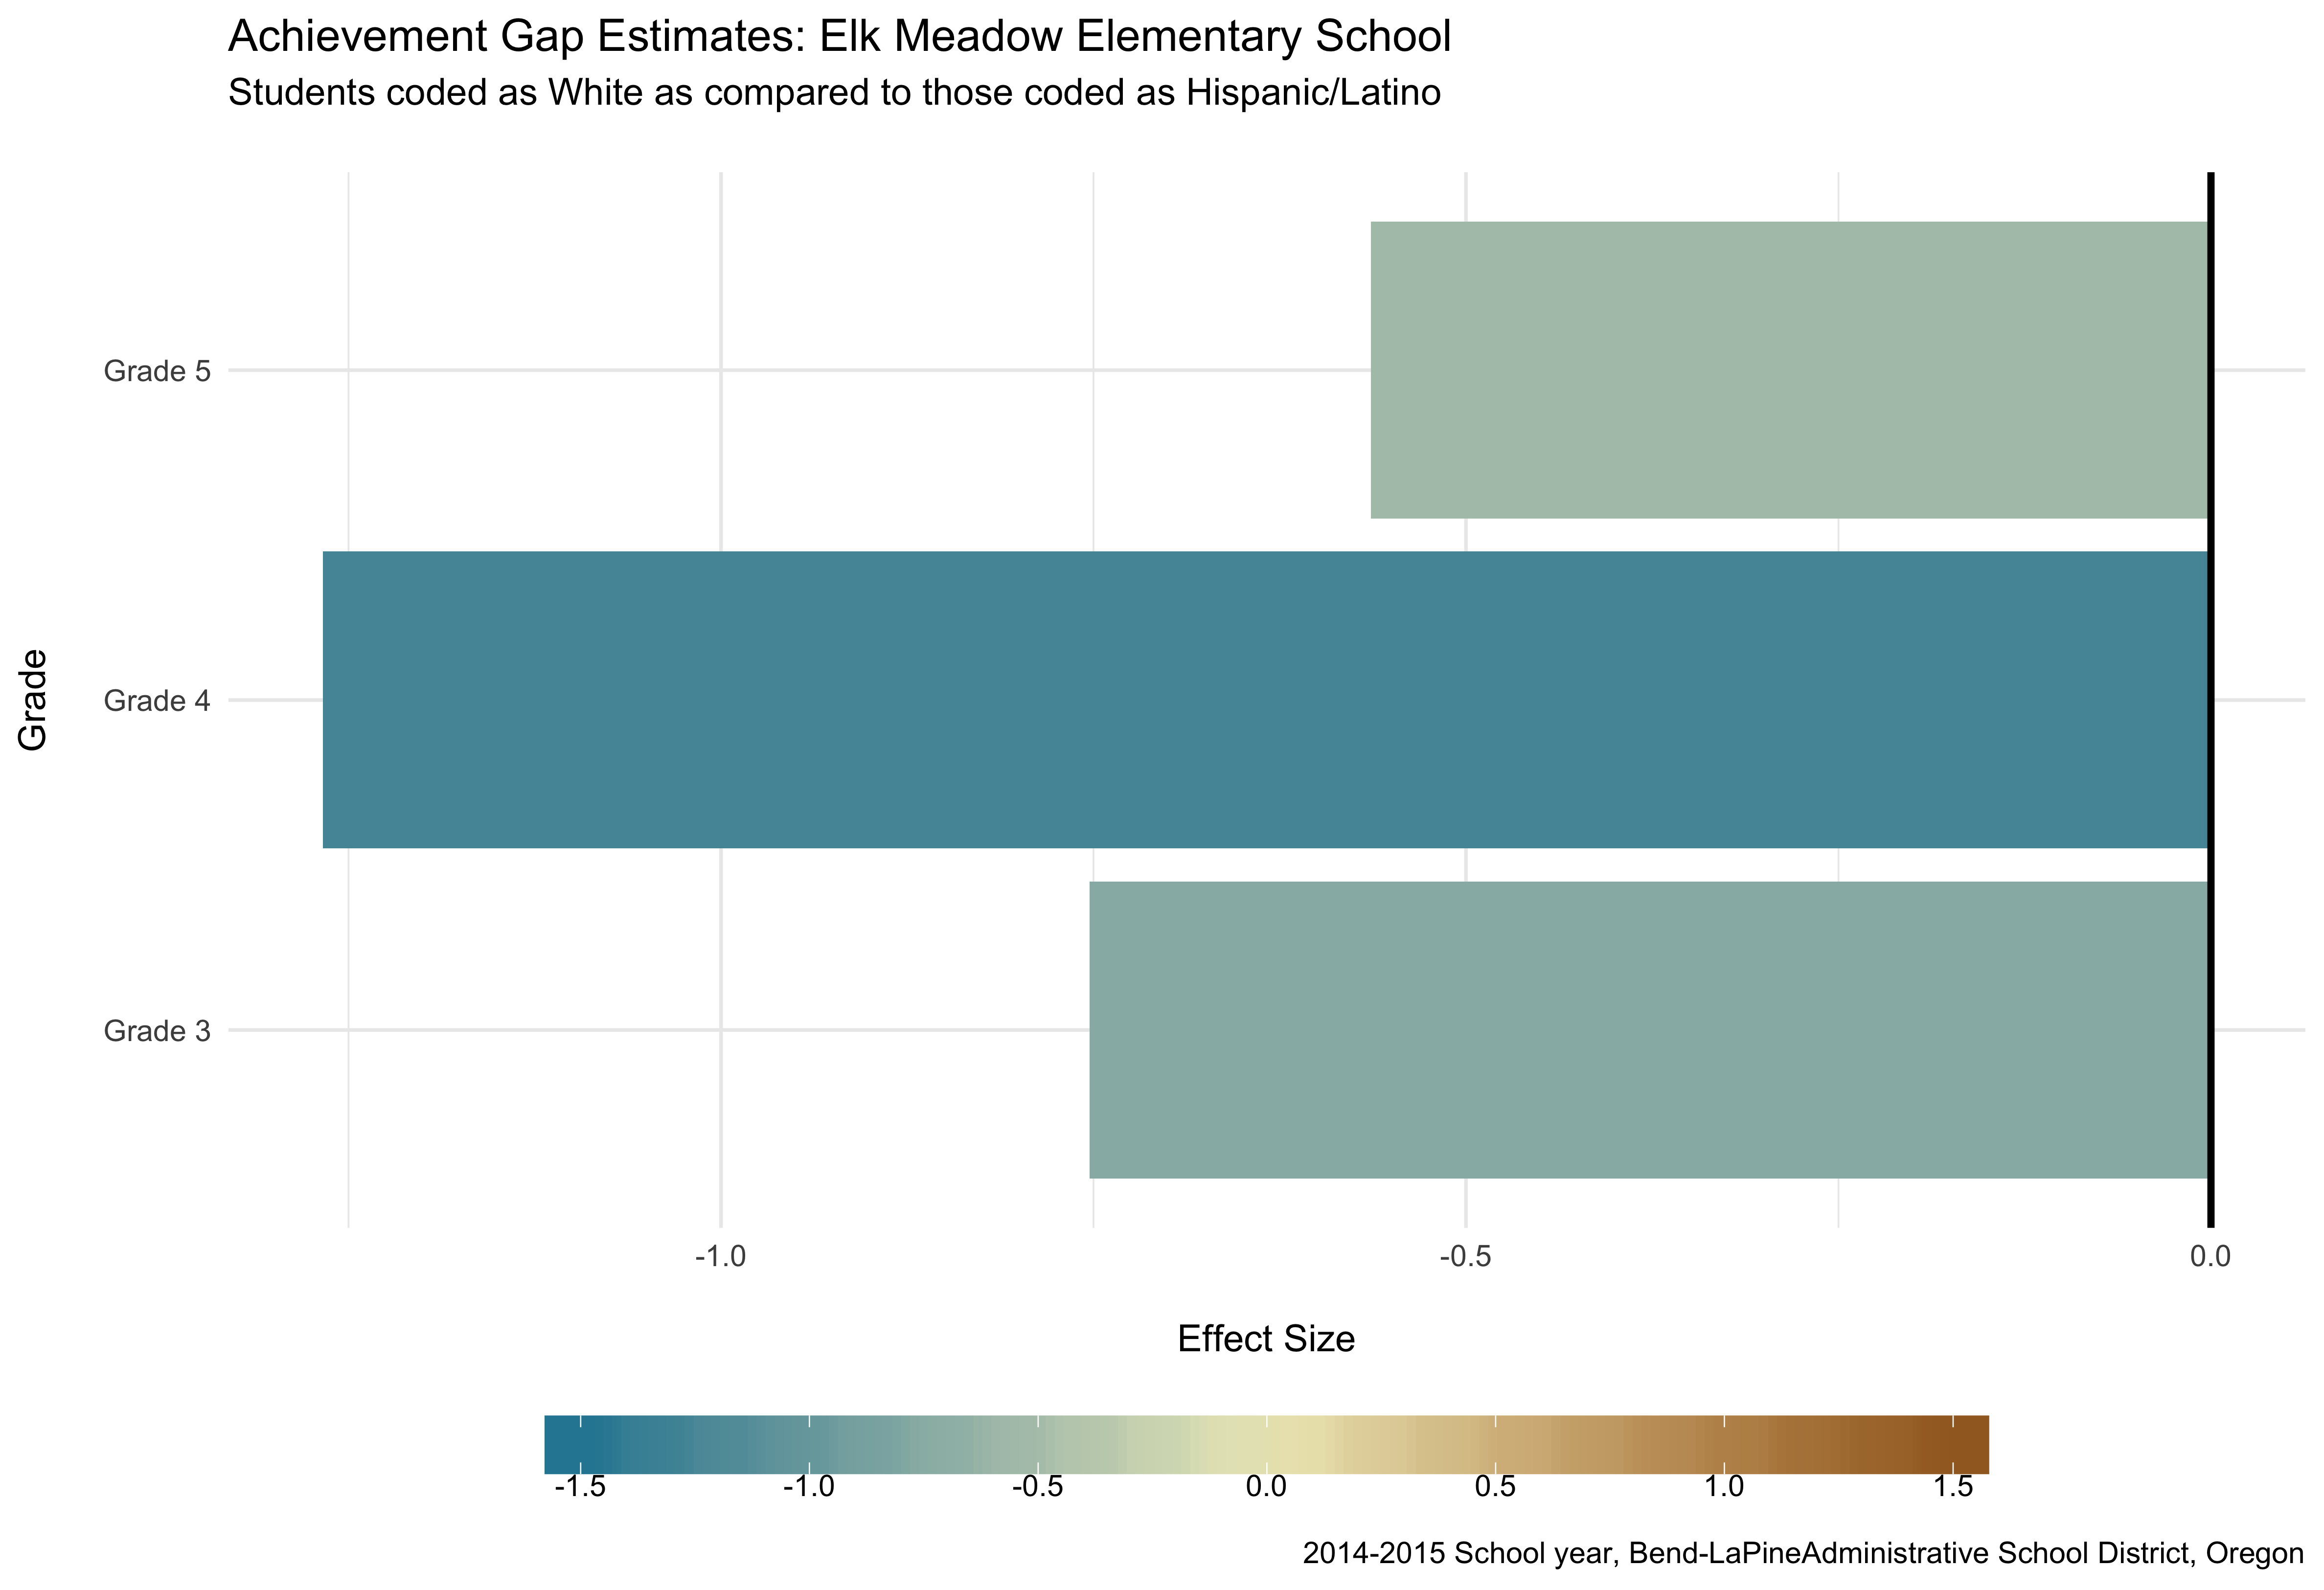 Achievement Gap Estimates: Elk Meadow Elementary School
Students coded as White as compared to those coded as Hispanic/Latino
Grade
Grade 5
Grade 4
Grade 3
-1.0 -0.5 0.0
Effect Size
-1.5 -1.0 -0.5 0.0 0.5 1.0 1.5
2014-2015 School year, Bend-LaPineAdministrative School District, Oregon